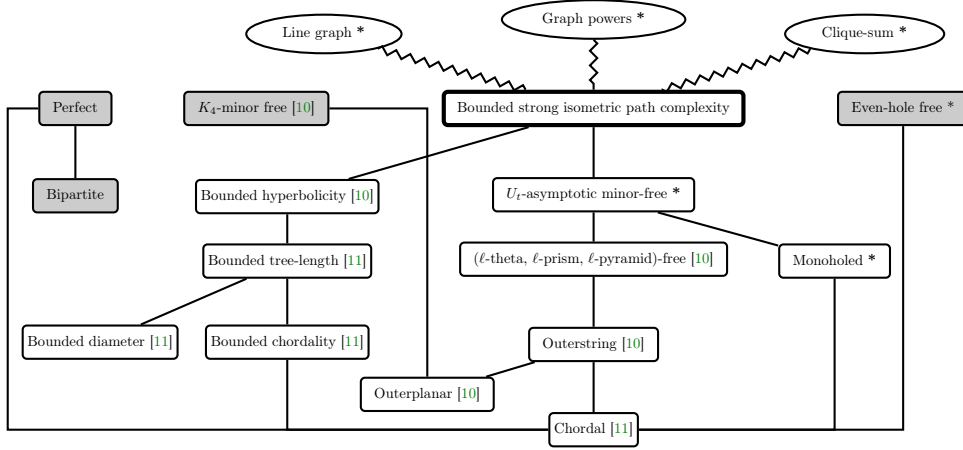 Line graph *
Graph powers *
Clique-sum *
Perfect
K₄-minor free [10]
Bounded strong isometric path complexity
Even-hole free *
Bipartite
Bounded hyperbolicity [10]
Uₜ-asymptotic minor-free *
Bounded tree-length [11]
(ℓ-theta, ℓ-prism, ℓ-pyramid)-free [10]
Monoholed *
Bounded diameter [11]
Bounded chordality [11]
Outerstring [10]
Outerplanar [10]
Chordal [11]